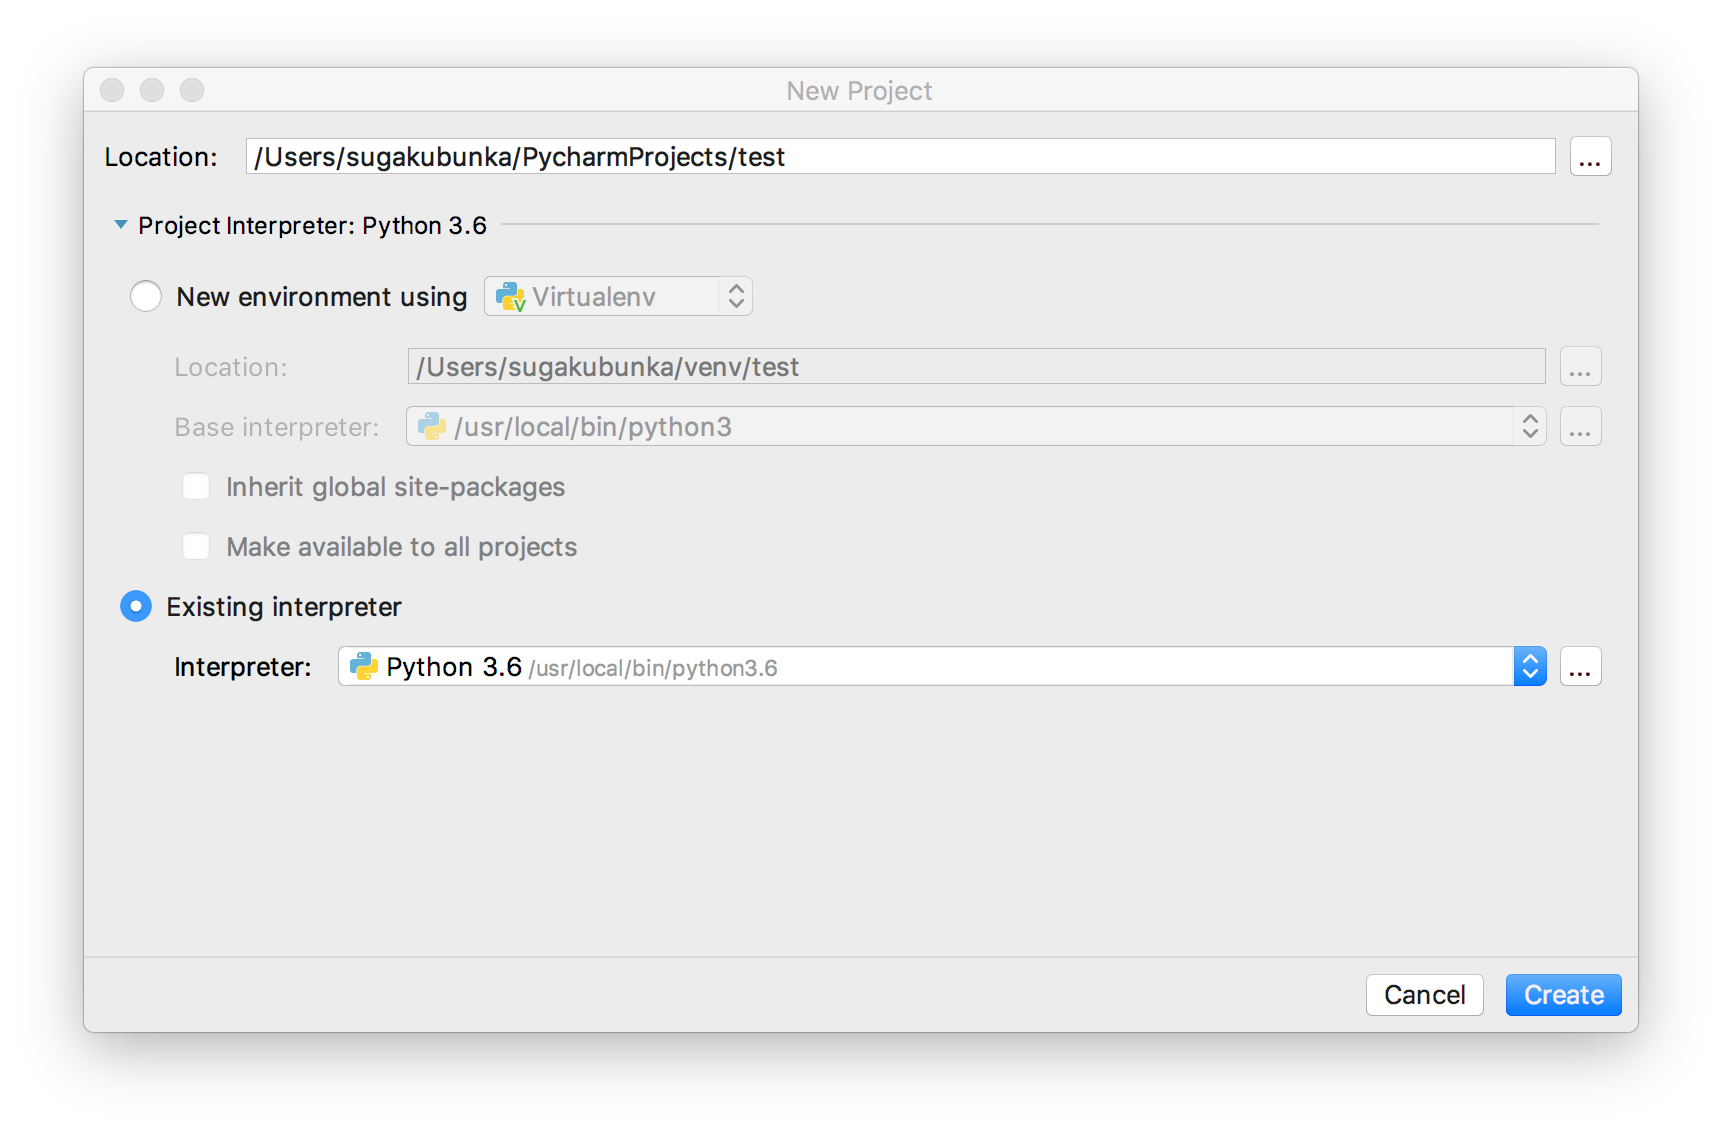 New Project
Location: /Users/sugakubunka/PycharmProjects/test ...
Project Interpreter: Python 3.6
New environment using Virtualenv
Location: /Users/sugakubunka/venv/test ...
Base interpreter: /usr/local/bin/python3 ...
Inherit global site-packages
Make available to all projects
Existing interpreter
Interpreter: Python 3.6 /usr/local/bin/python3.6 ...
Cancel Create